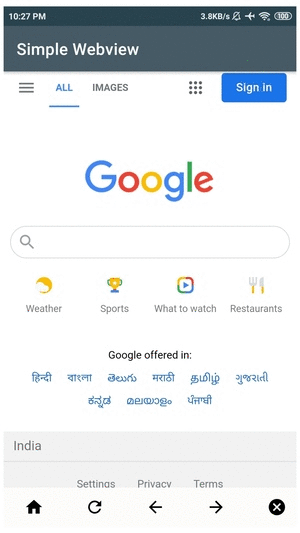 10:27 PM 3.8KB/s 100
Simple Webview
ALL IMAGES Sign in
Google
Weather Sports What to watch Restaurants
Google offered in:
हिन्दी বাংলা తెలుగు मराठी தமிழ் ગુજરાતી
ಕನ್ನಡ മലയാളം ਪੰਜਾਬੀ
India
Settings Privacy Terms